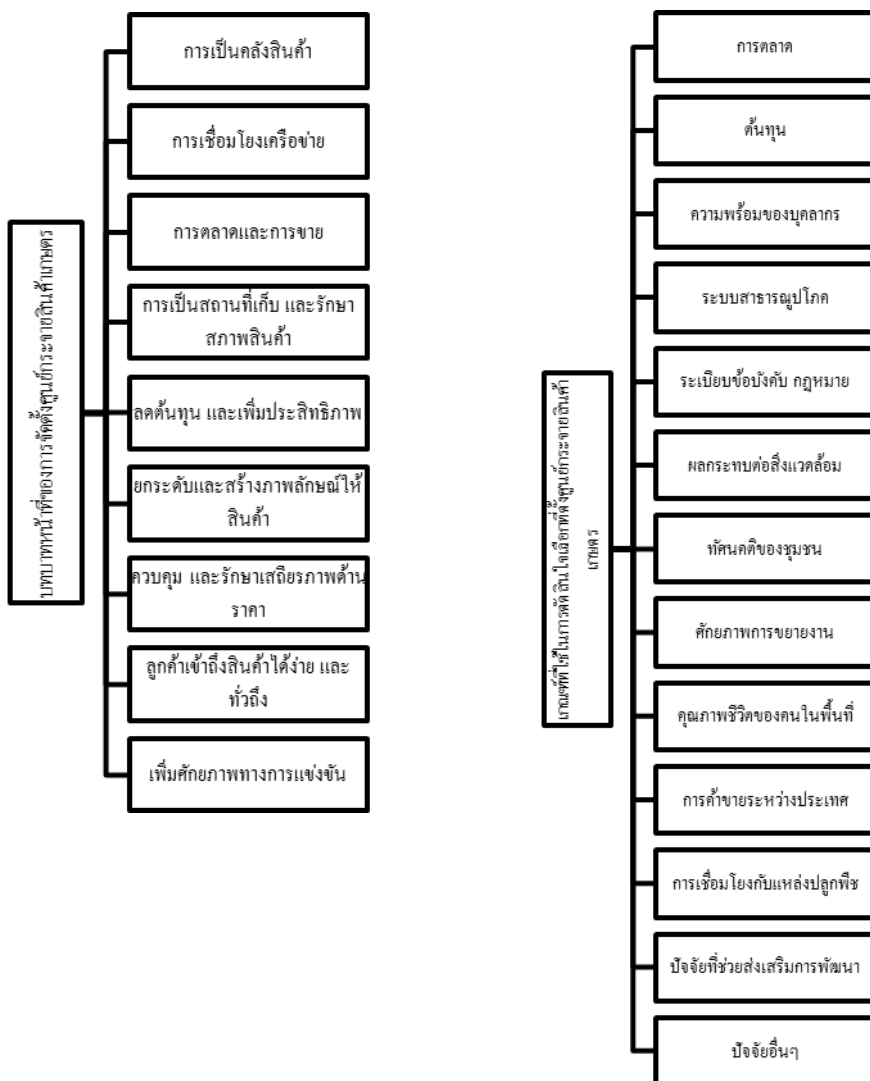 บทบาทหน้าที่ของการจัดตั้งศูนย์กระจายสินค้าเกษตร
การเป็นคลังสินค้า
การเชื่อมโยงเครือข่าย
การตลาดและการขาย
การเป็นสถานที่เก็บ และรักษา
สภาพสินค้า
ลดต้นทุน และเพิ่มประสิทธิภาพ
ยกระดับและสร้างภาพลักษณ์ให้
สินค้า
ควบคุม และรักษาเสถียรภาพด้าน
ราคา
ลูกค้าเข้าถึงสินค้าได้ง่าย และ
ทั่วถึง
เพิ่มศักยภาพทางการแข่งขัน
เกณฑ์ที่ใช้ในการตัดสินใจเลือกที่ตั้งศูนย์กระจายสินค้า
เกษตร
การตลาด
ต้นทุน
ความพร้อมของบุคลากร
ระบบสาธารณูปโภค
ระเบียบข้อบังคับ กฎหมาย
ผลกระทบต่อสิ่งแวดล้อม
ทัศนคติของชุมชน
ศักยภาพการขยายงาน
คุณภาพชีวิตของคนในพื้นที่
การค้าขายระหว่างประเทศ
การเชื่อมโยงกับแหล่งปลูกพืช
ปัจจัยที่ช่วยส่งเสริมการพัฒนา
ปัจจัยอื่นๆ